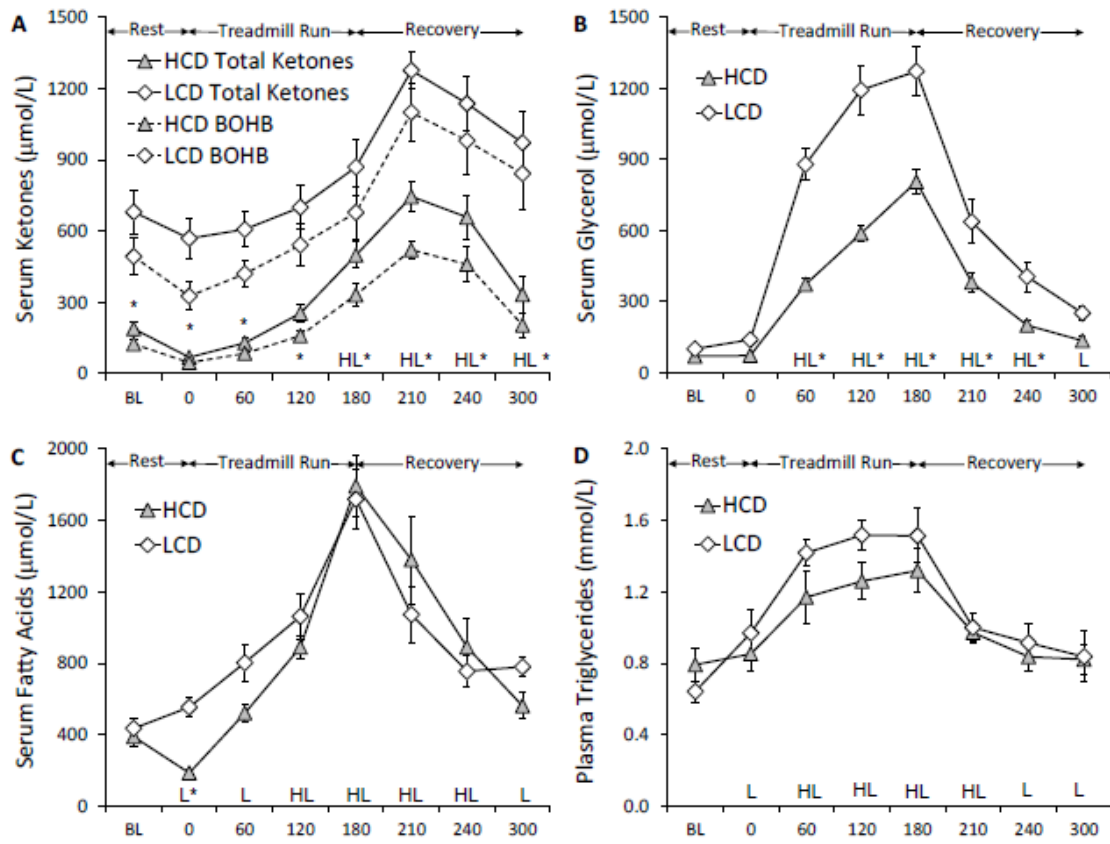 A
Serum Ketones (µmol/L)
1500
1200
900
600
300
0
Rest Treadmill Run Recovery
HCD Total Ketones
LCD Total Ketones
HCD BOHB
LCD BOHB
* * * * HL* HL* HL* HL *
BL 0 60 120 180 210 240 300
B
Serum Glycerol (µmol/L)
1500
1200
900
600
300
0
Rest Treadmill Run Recovery
HCD
LCD
HL* HL* HL* HL* HL* L
BL 0 60 120 180 210 240 300
C
Serum Fatty Acids (µmol/L)
2000
1600
1200
800
400
0
Rest Treadmill Run Recovery
HCD
LCD
L* L HL HL HL HL L
BL 0 60 120 180 210 240 300
D
Plasma Triglycerides (mmol/L)
2.0
1.6
1.2
0.8
0.4
0.0
Rest Treadmill Run Recovery
HCD
LCD
L HL HL HL HL L L
BL 0 60 120 180 210 240 300